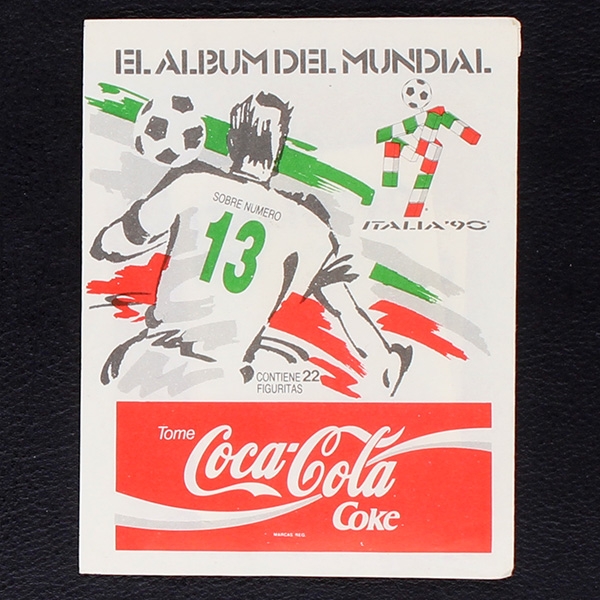 EL ALBUM DEL MUNDIAL
ITALIA '90
SOBRE NUMERO
13
CONTIENE 22
FIGURITAS
Tome
Coca-Cola
Coke
MARCAS REG.